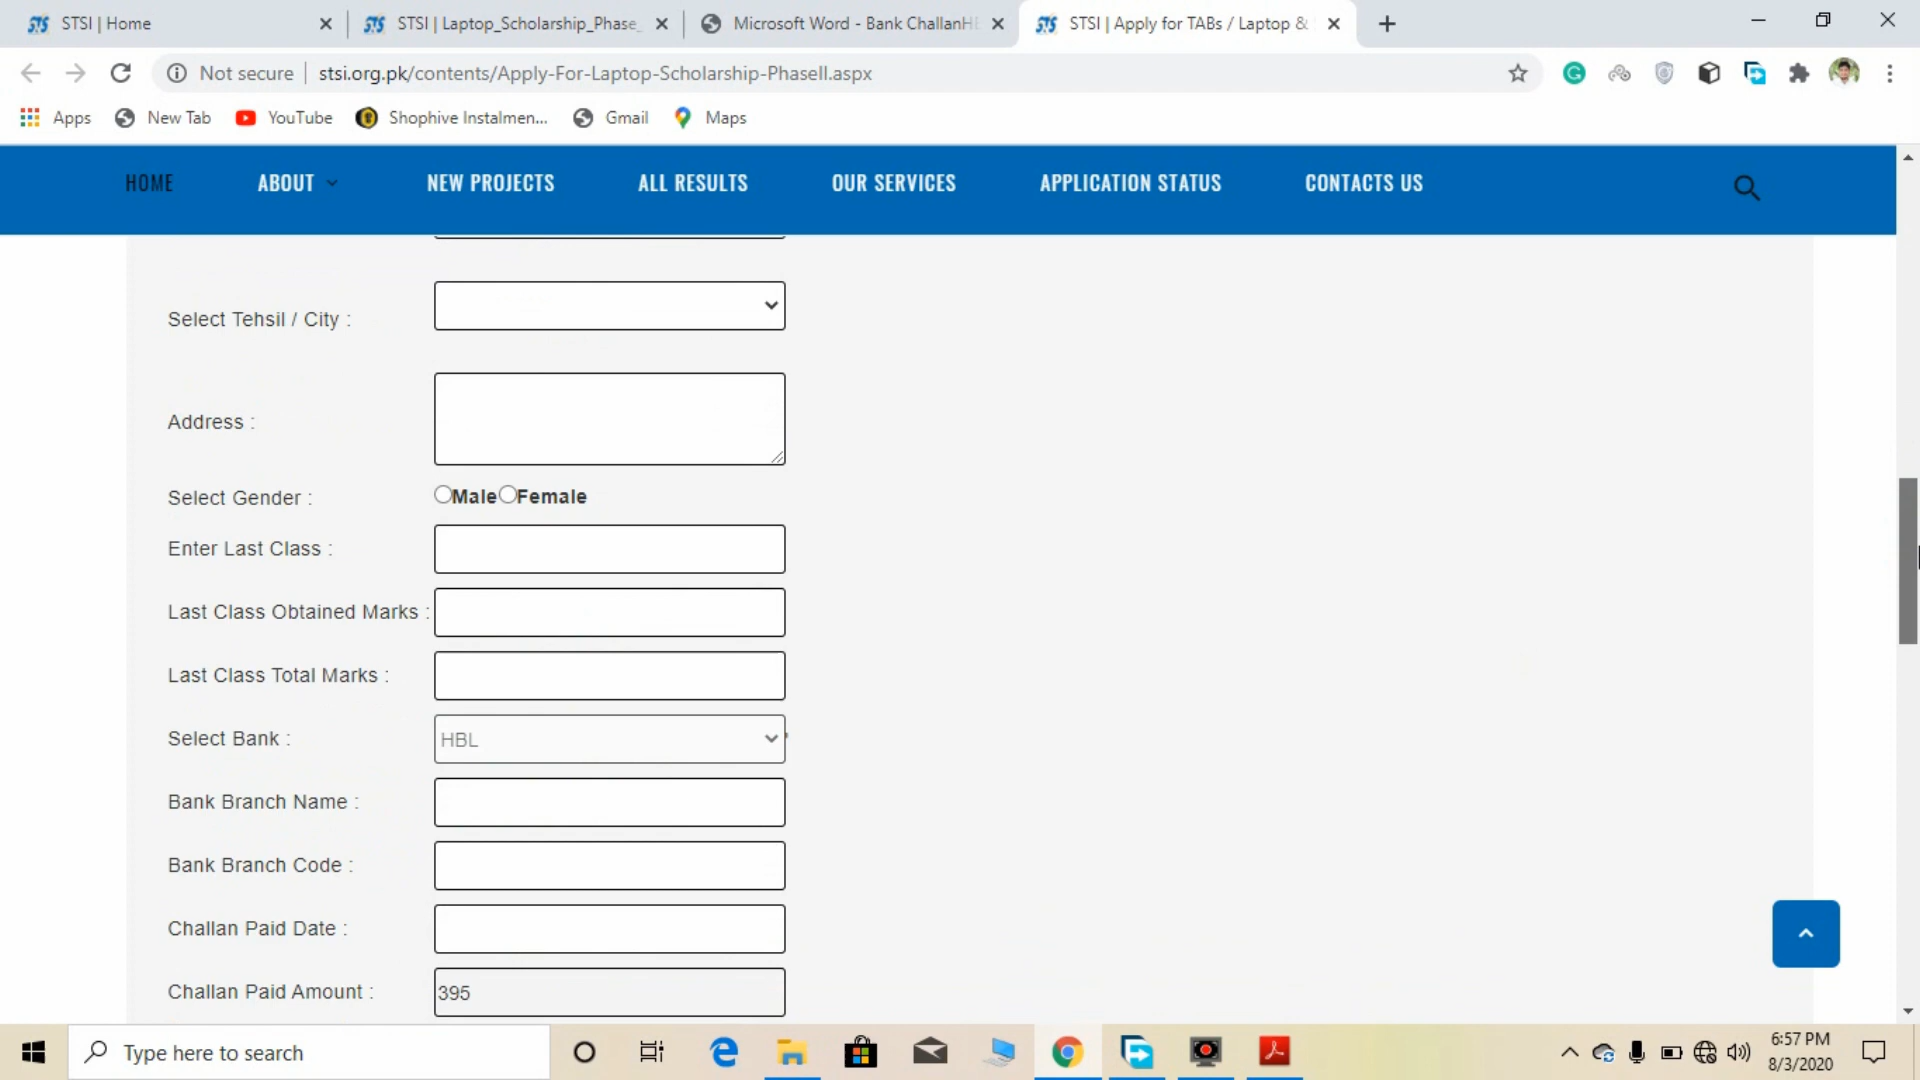 STSI | Home
STSI | Laptop_Scholarship_Phase_
Microsoft Word - Bank ChallanH
STSI | Apply for TABs / Laptop &
Not secure
stsi.org.pk/contents/Apply-For-Laptop-Scholarship-PhaseII.aspx
Apps
New Tab
YouTube
Shophive Instalmen...
Gmail
Maps
HOME
ABOUT
NEW PROJECTS
ALL RESULTS
OUR SERVICES
APPLICATION STATUS
CONTACTS US
Select Tehsil / City :
Address :
Select Gender :
Male
Female
Enter Last Class :
Last Class Obtained Marks :
Last Class Total Marks :
Select Bank :
HBL
Bank Branch Name :
Bank Branch Code :
Challan Paid Date :
Challan Paid Amount :
395
Type here to search
6:57 PM
8/3/2020